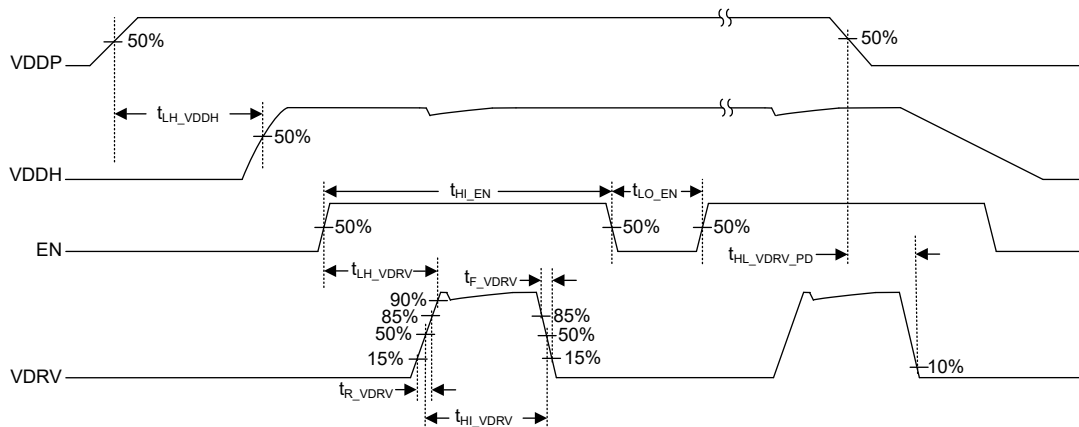 VDDP
50%
50%
tLH_VDDH
50%
VDDH
tHI_EN
tLO_EN
EN
50%
50%
50%
tHL_VDRV_PD
tLH_VDRV
tF_VDRV
90%
85%
50%
15%
85%
50%
15%
VDRV
10%
tR_VDRV
tHI_VDRV